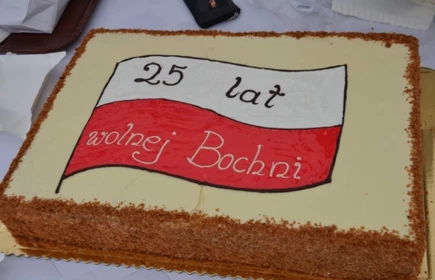 25 lat
wolnej Bochni